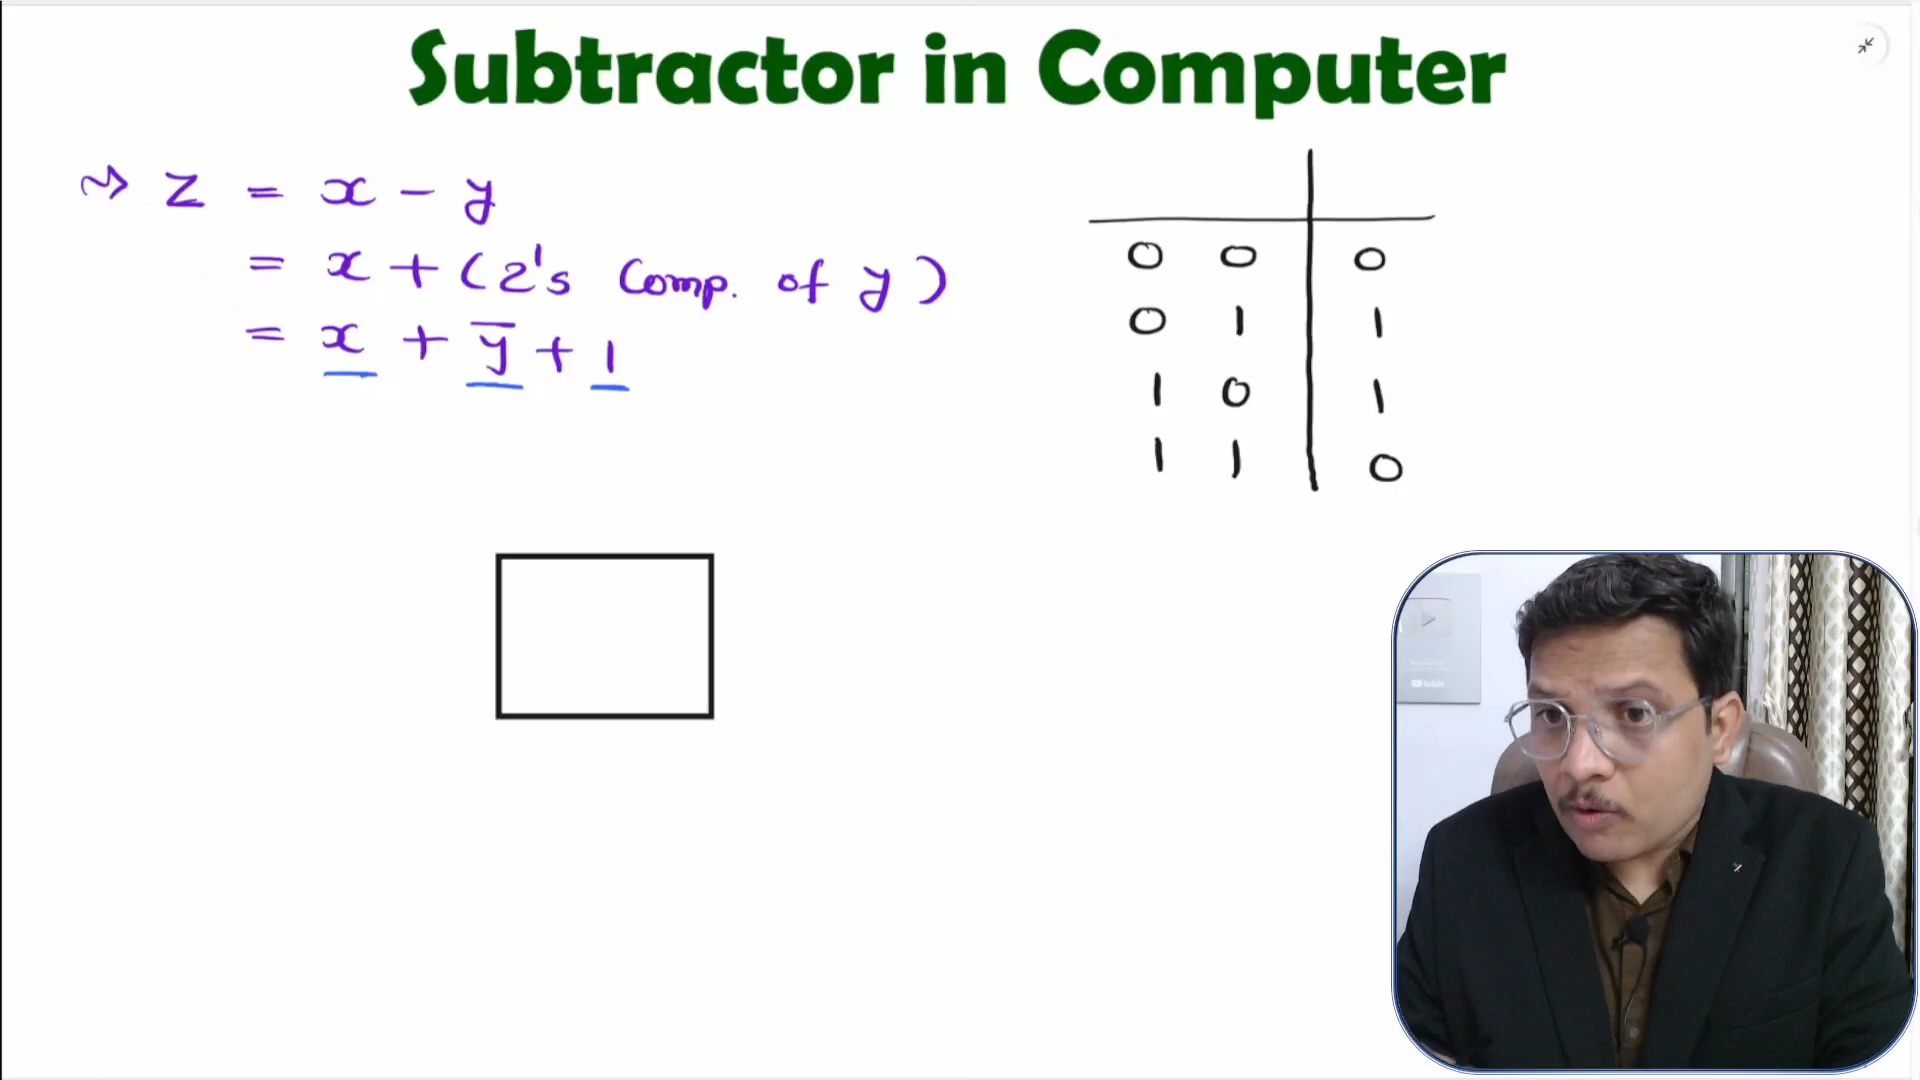 Subtractor in Computer
⇝ Z = x - y
= x + (2's Comp. of y)
= x + y̅ + 1
0 0 0
0 1 1
1 0 1
1 1 0